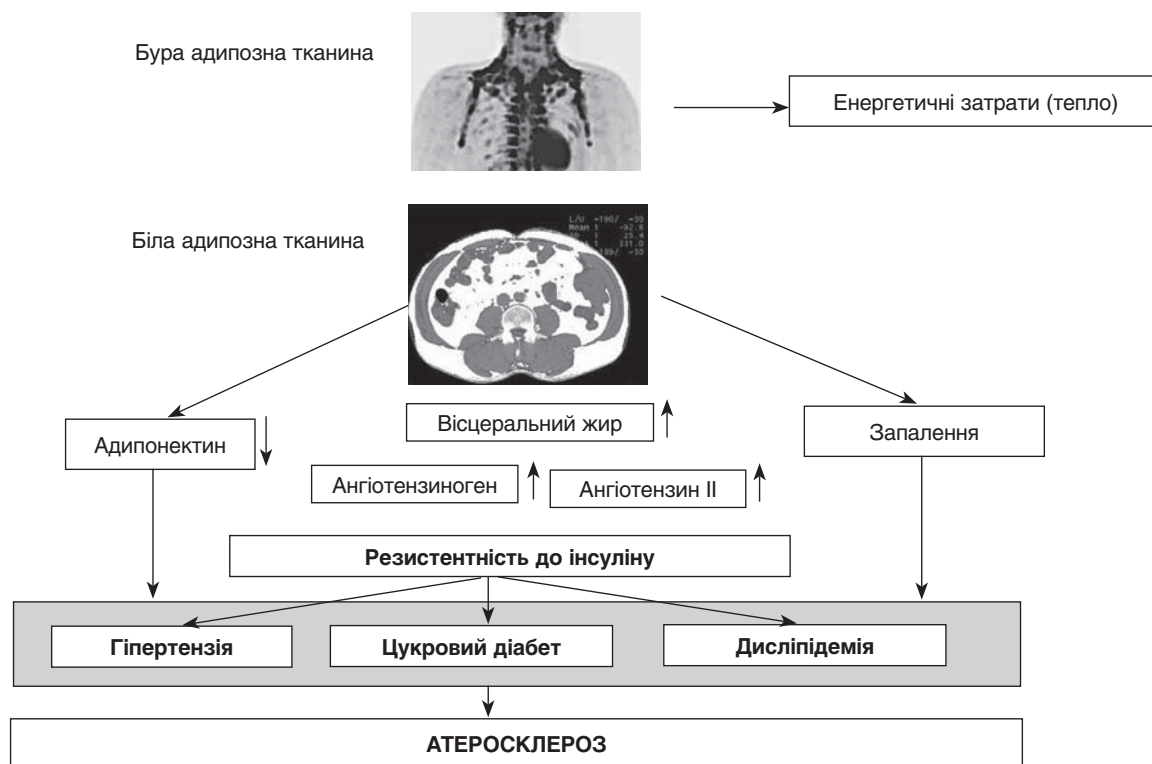 Бура адипозна тканина
Енергетичні затрати (тепло)
Біла адипозна тканина
Адипонектин
Вісцеральний жир
Запалення
Ангіотензиноген
Ангіотензин II
Резистентність до інсуліну
Гіпертензія
Цукровий діабет
Дисліпідемія
АТЕРОСКЛЕРОЗ